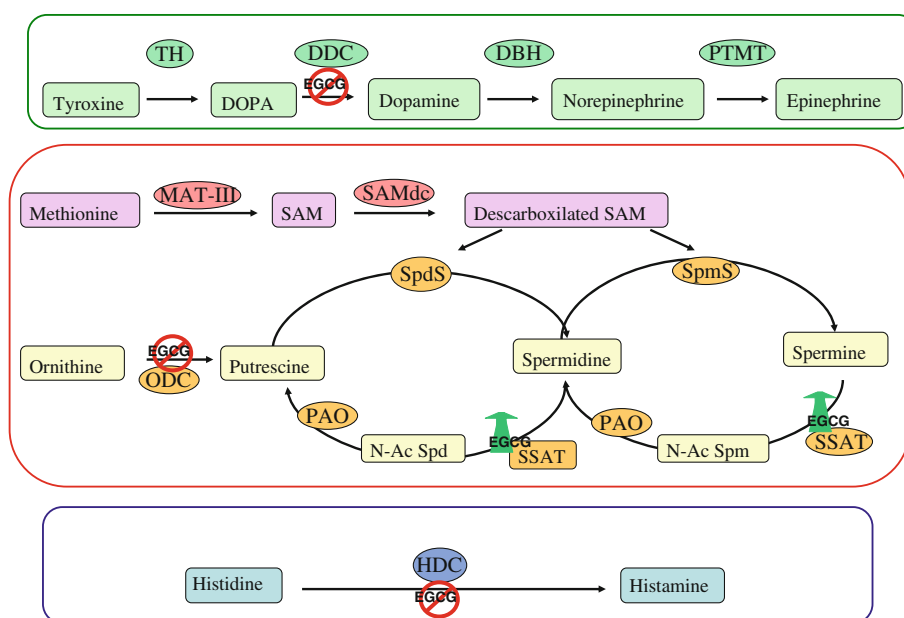 TH
DDC
DBH
PTMT
EGCG
Tyroxine
DOPA
Dopamine
Norepinephrine
Epinephrine
MAT-III
SAMdc
Methionine
SAM
Descarboxilated SAM
SpdS
SpmS
EGCG
Ornithine
ODC
Putrescine
Spermidine
Spermine
PAO
EGCG
PAO
EGCG
N-Ac Spd
SSAT
N-Ac Spm
SSAT
HDC
Histidine
EGCG
Histamine